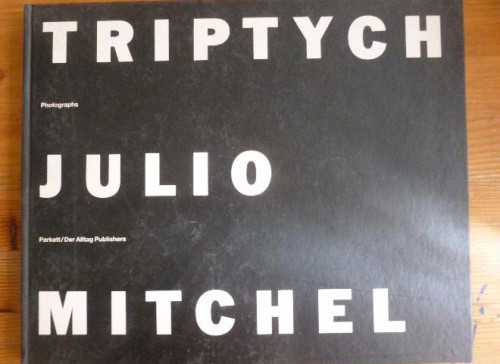 TRIPTYCH
Photographs
JULIO
Parkett/Der Alltag Publishers
MITCHEL